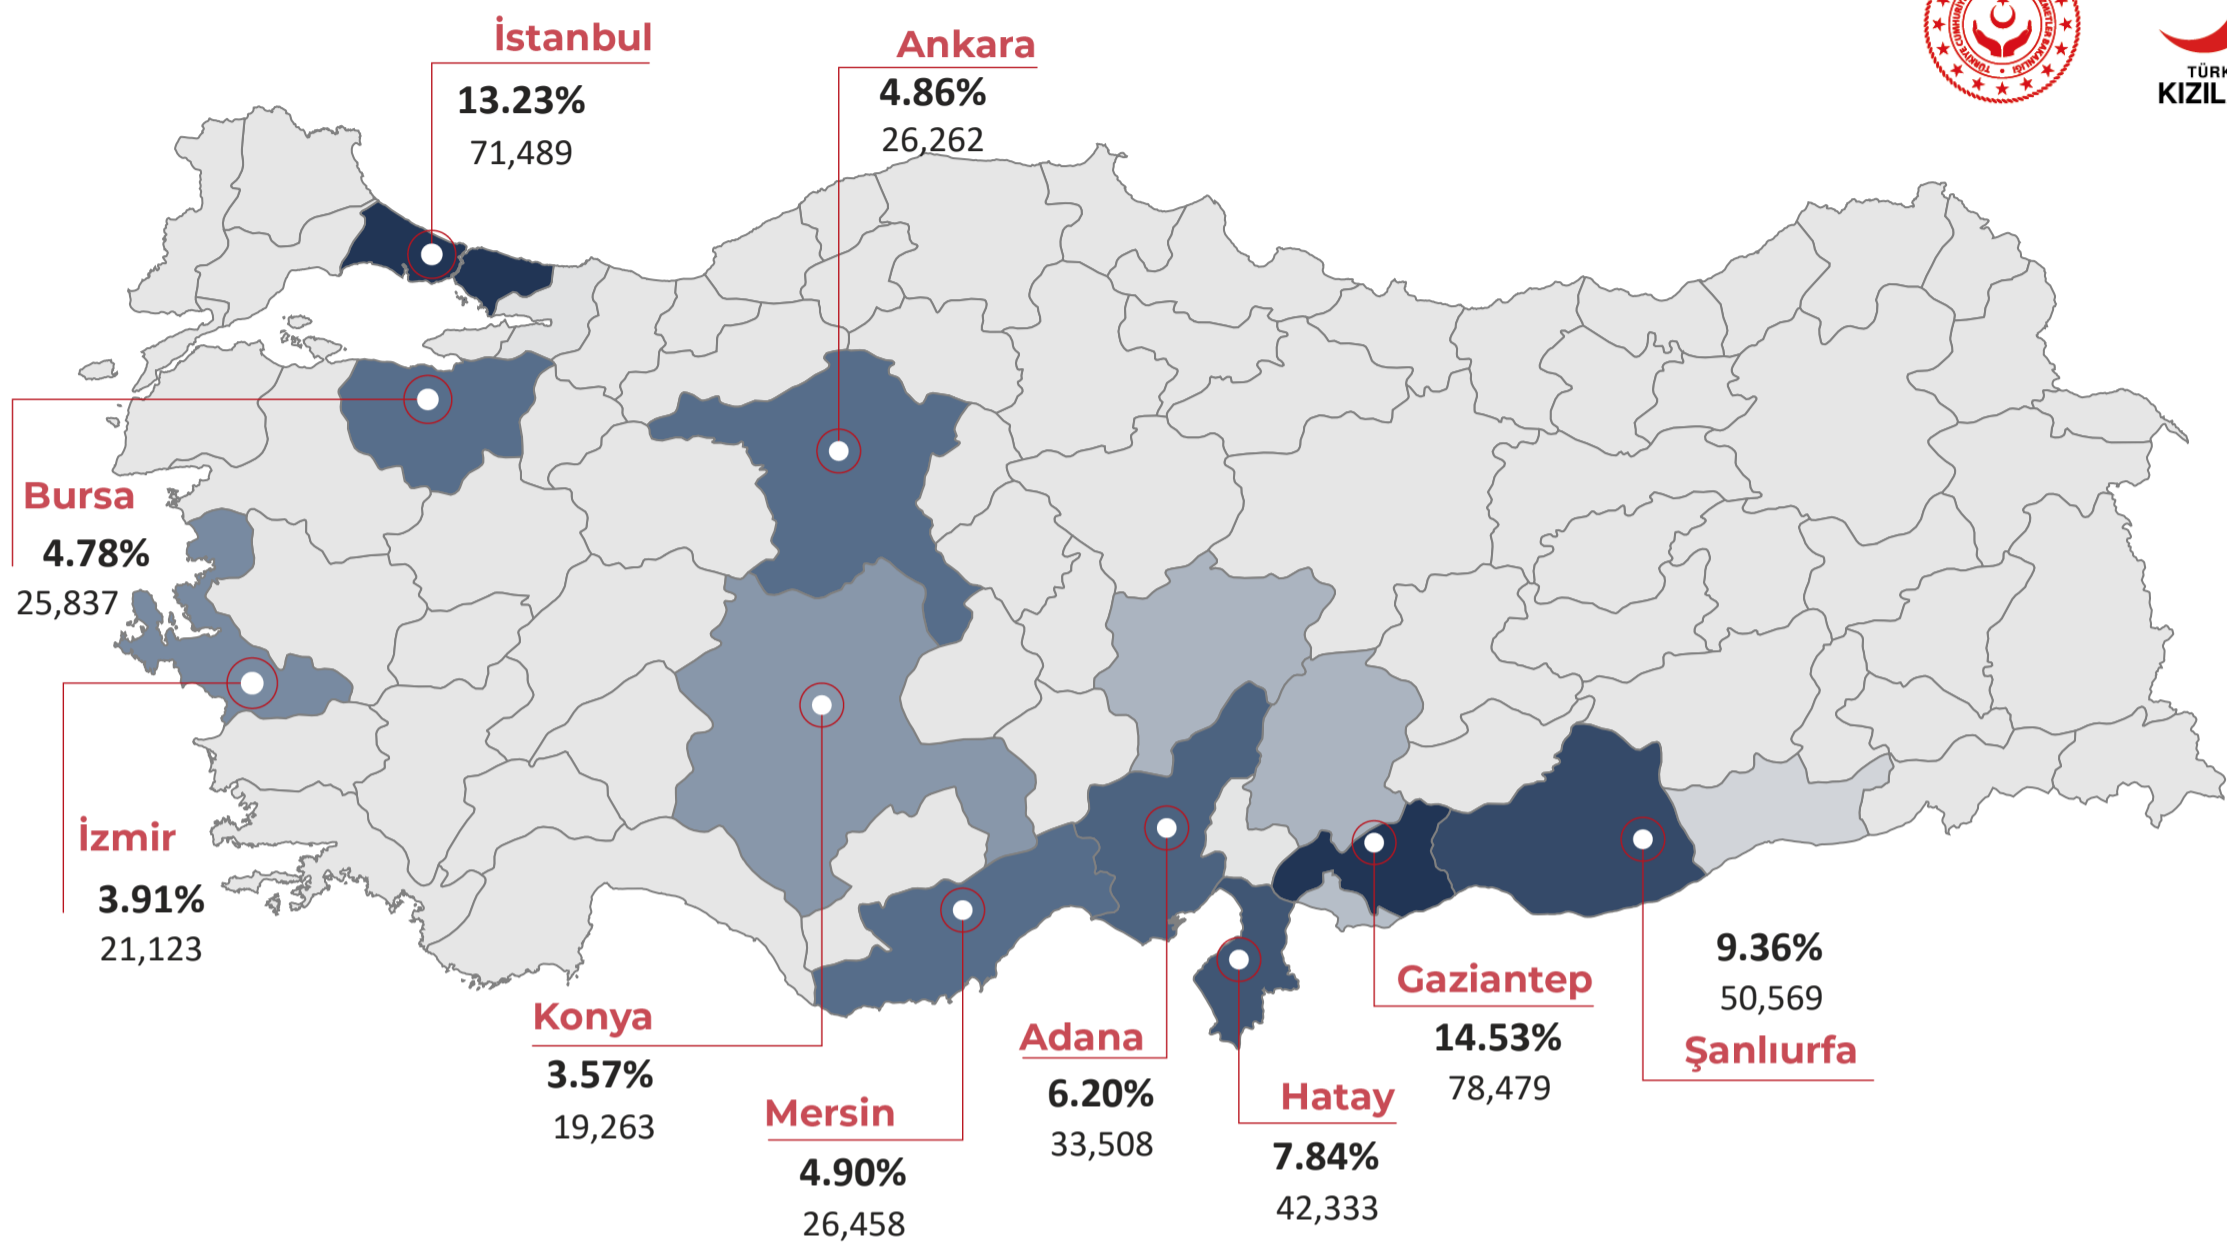 İstanbul
13.23%
71,489
Ankara
4.86%
26,262
TÜRK
KIZIL
Bursa
4.78%
25,837
İzmir
3.91%
21,123
Konya
3.57%
19,263
Mersin
4.90%
26,458
Adana
6.20%
33,508
Hatay
7.84%
42,333
Gaziantep
14.53%
78,479
9.36%
50,569
Şanlıurfa